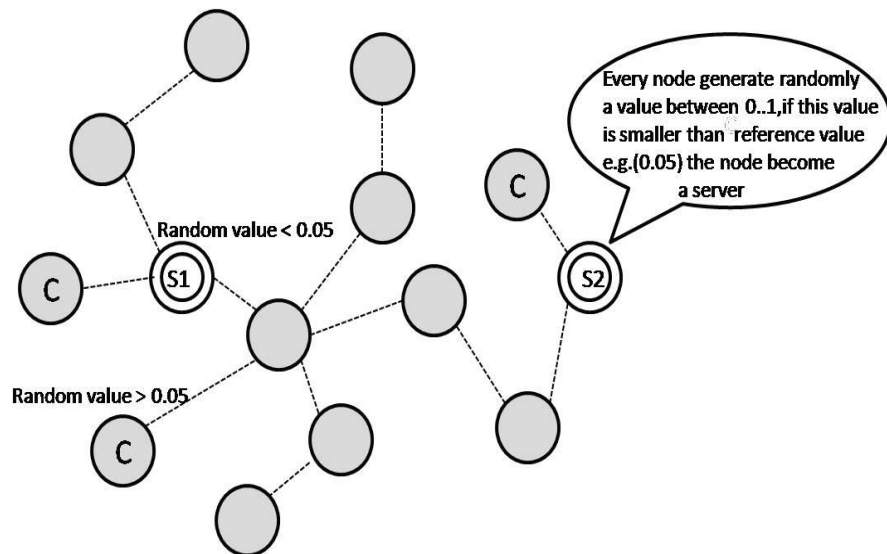 Every node generate randomly
a value between 0..1,if this value
is smaller than reference value
e.g.(0.05) the node become
a server
C
Random value < 0.05
S1
S2
C
Random value > 0.05
C